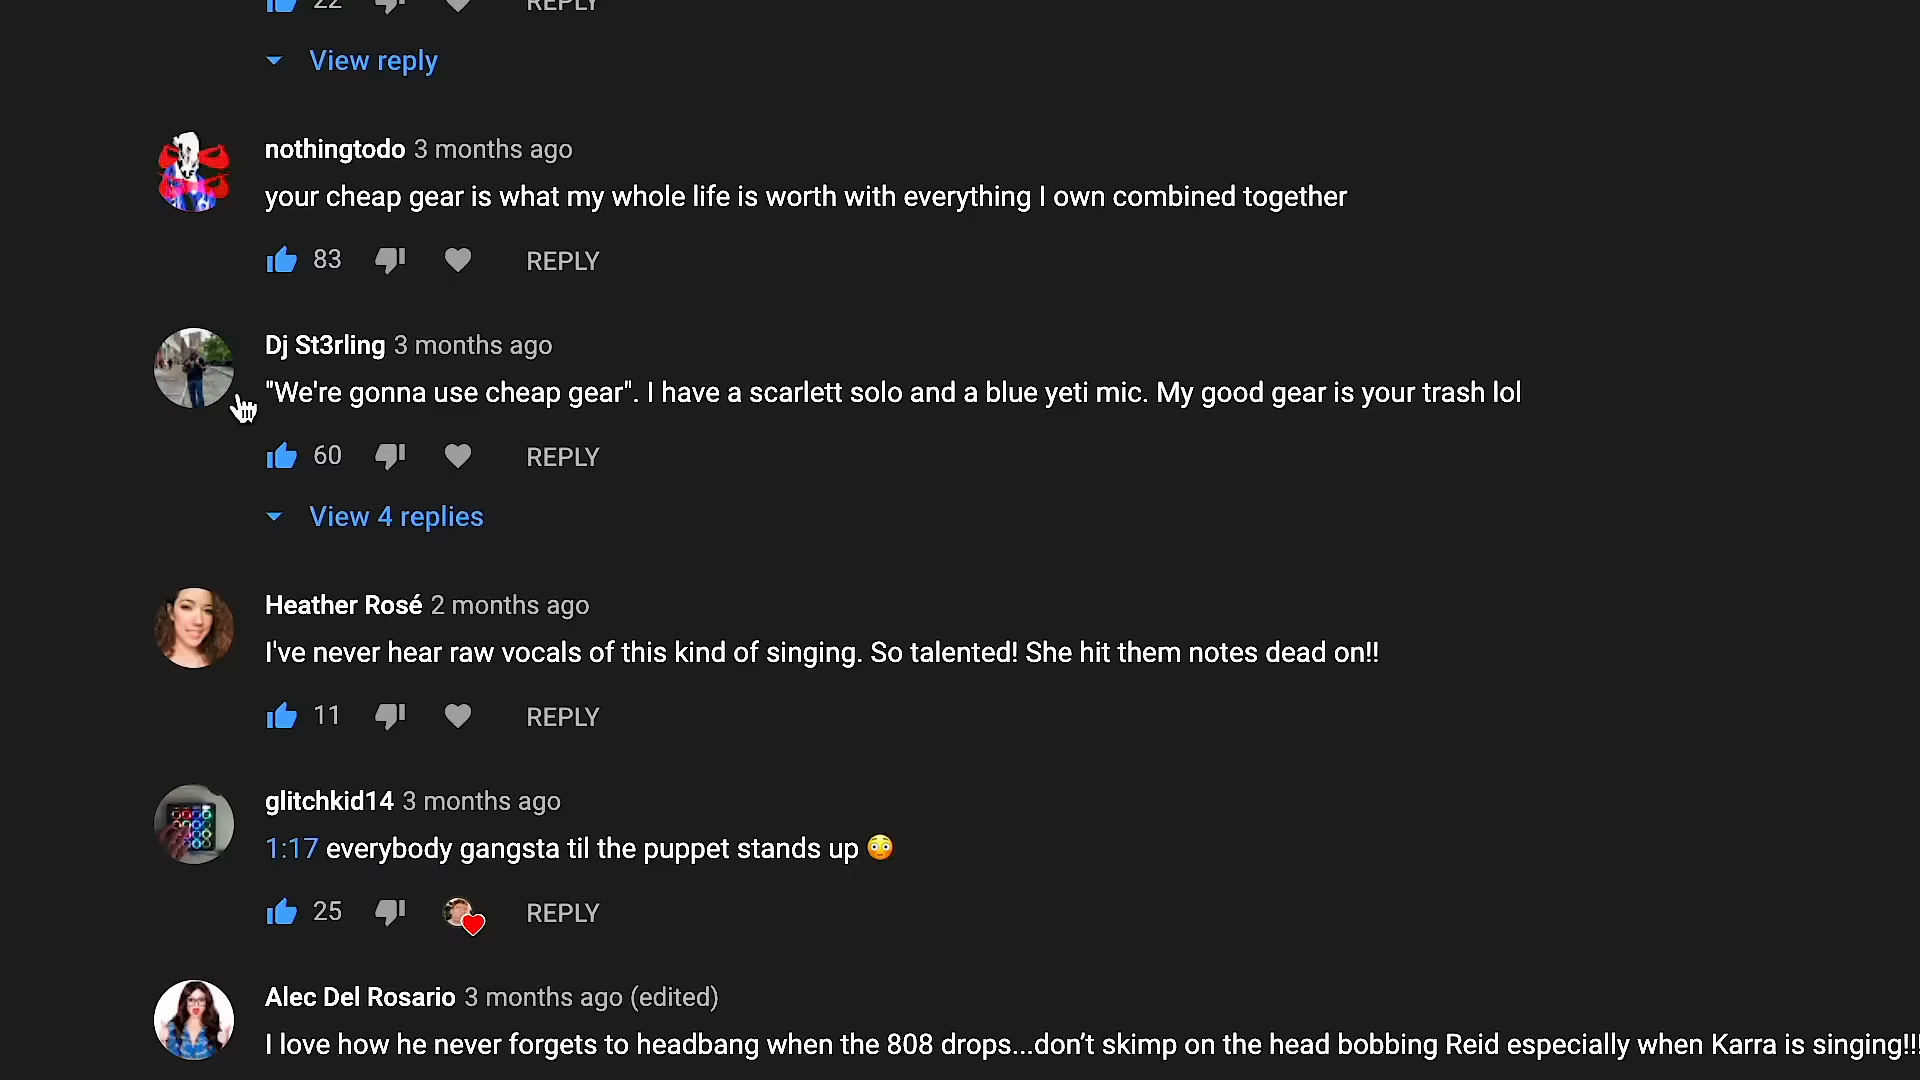 22 REPLY
View reply
nothingtodo 3 months ago
your cheap gear is what my whole life is worth with everything I own combined together
83 REPLY
Dj St3rling 3 months ago
"We're gonna use cheap gear". I have a scarlett solo and a blue yeti mic. My good gear is your trash lol
60 REPLY
View 4 replies
Heather Rosé 2 months ago
I've never hear raw vocals of this kind of singing. So talented! She hit them notes dead on!!
11 REPLY
glitchkid14 3 months ago
1:17 everybody gangsta til the puppet stands up 😳
25 REPLY
Alec Del Rosario 3 months ago (edited)
I love how he never forgets to headbang when the 808 drops...don’t skimp on the head bobbing Reid especially when Karra is singing!!!